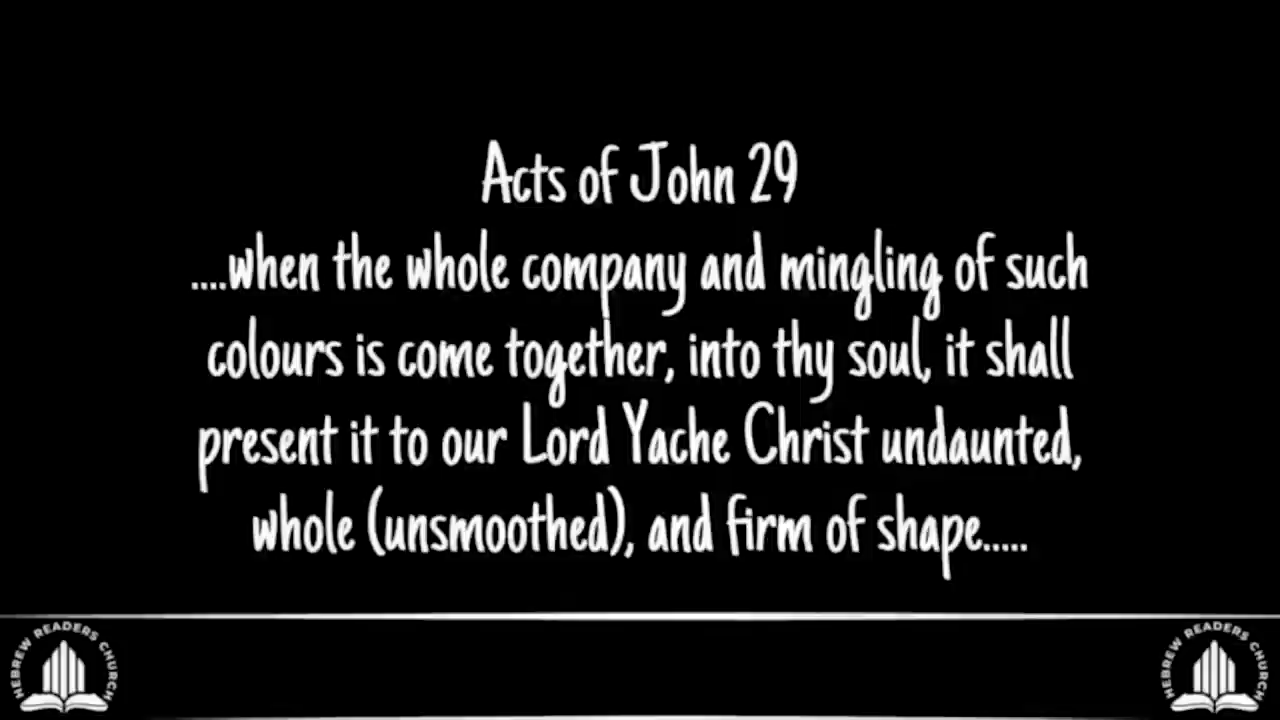 Acts of John 29
....when the whole company and mingling of such
colours is come together, into thy soul, it shall
present it to our Lord Yache Christ undaunted,
whole (unsmoothed), and firm of shape.....
HEBREW READERS CHURCH
HEBREW READERS CHURCH